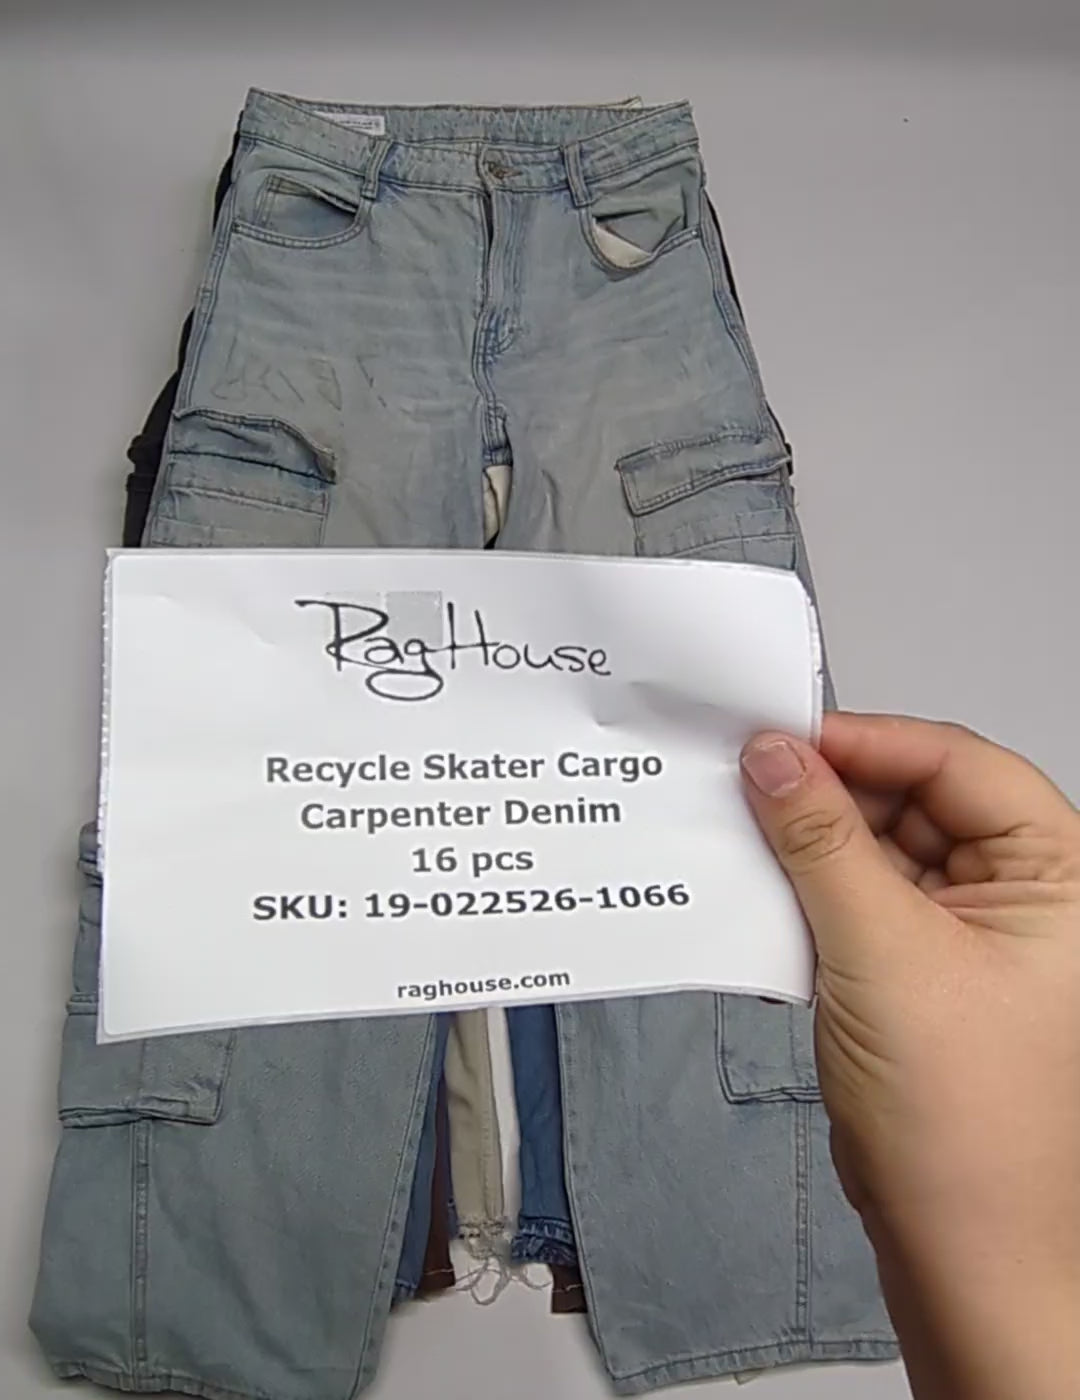 RagHouse
Recycle Skater Cargo
Carpenter Denim
16 pcs
SKU: 19-022526-1066
raghouse.com